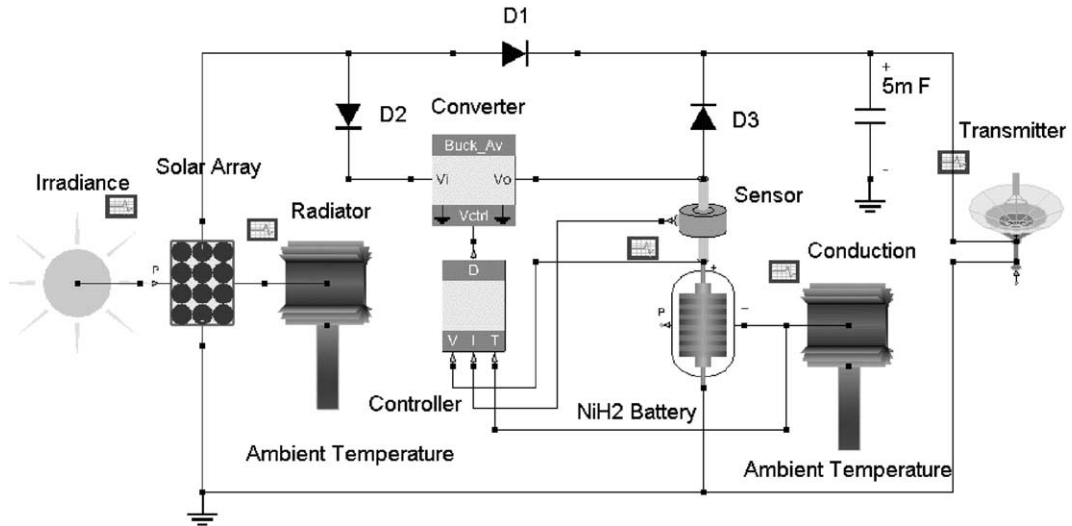 D1
+
5m F
-
D2
Converter
D3
Transmitter
Buck_Av
Solar Array
Irradiance
Vi Vo
Sensor
Radiator
Vctrl
Conduction
P
D
+
P
-
V I T
Controller
NiH2 Battery
Ambient Temperature
Ambient Temperature